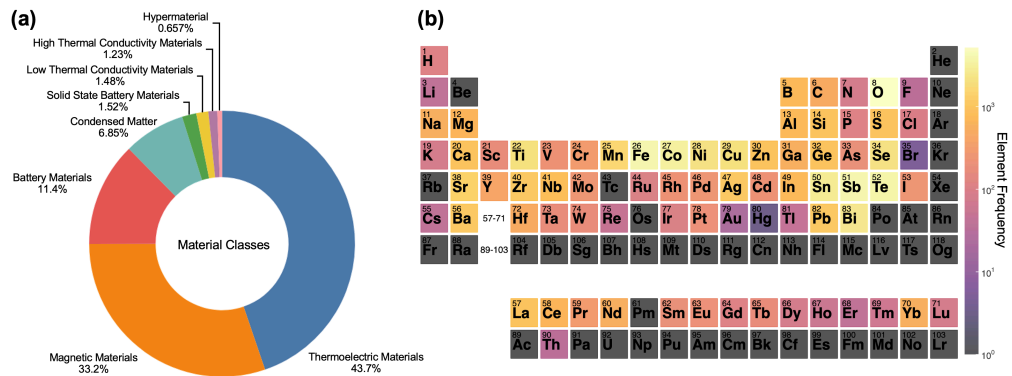 (a)
Hypermaterial
0.657%
High Thermal Conductivity Materials
1.23%
Low Thermal Conductivity Materials
1.48%
Solid State Battery Materials
1.52%
Condensed Matter
6.85%
Battery Materials
11.4%
Material Classes
Magnetic Materials
33.2%
Thermoelectric Materials
43.7%
(b)
1 H 2 He
3 Li 4 Be 5 B 6 C 7 N 8 O 9 F 10 Ne
11 Na 12 Mg 13 Al 14 Si 15 P 16 S 17 Cl 18 Ar
19 K 20 Ca 21 Sc 22 Ti 23 V 24 Cr 25 Mn 26 Fe 27 Co 28 Ni 29 Cu 30 Zn 31 Ga 32 Ge 33 As 34 Se 35 Br 36 Kr
37 Rb 38 Sr 39 Y 40 Zr 41 Nb 42 Mo 43 Tc 44 Ru 45 Rh 46 Pd 47 Ag 48 Cd 49 In 50 Sn 51 Sb 52 Te 53 I 54 Xe
55 Cs 56 Ba 57-71 72 Hf 73 Ta 74 W 75 Re 76 Os 77 Ir 78 Pt 79 Au 80 Hg 81 Tl 82 Pb 83 Bi 84 Po 85 At 86 Rn
87 Fr 88 Ra 89-103 104 Rf 105 Db 106 Sg 107 Bh 108 Hs 109 Mt 110 Ds 111 Rg 112 Cn 113 Nh 114 Fl 115 Mc 116 Lv 117 Ts 118 Og
57 La 58 Ce 59 Pr 60 Nd 61 Pm 62 Sm 63 Eu 64 Gd 65 Tb 66 Dy 67 Ho 68 Er 69 Tm 70 Yb 71 Lu
89 Ac 90 Th 91 Pa 92 U 93 Np 94 Pu 95 Am 96 Cm 97 Bk 98 Cf 99 Es 100 Fm 101 Md 102 No 103 Lr
10³
10²
10¹
10⁰
Element Frequency